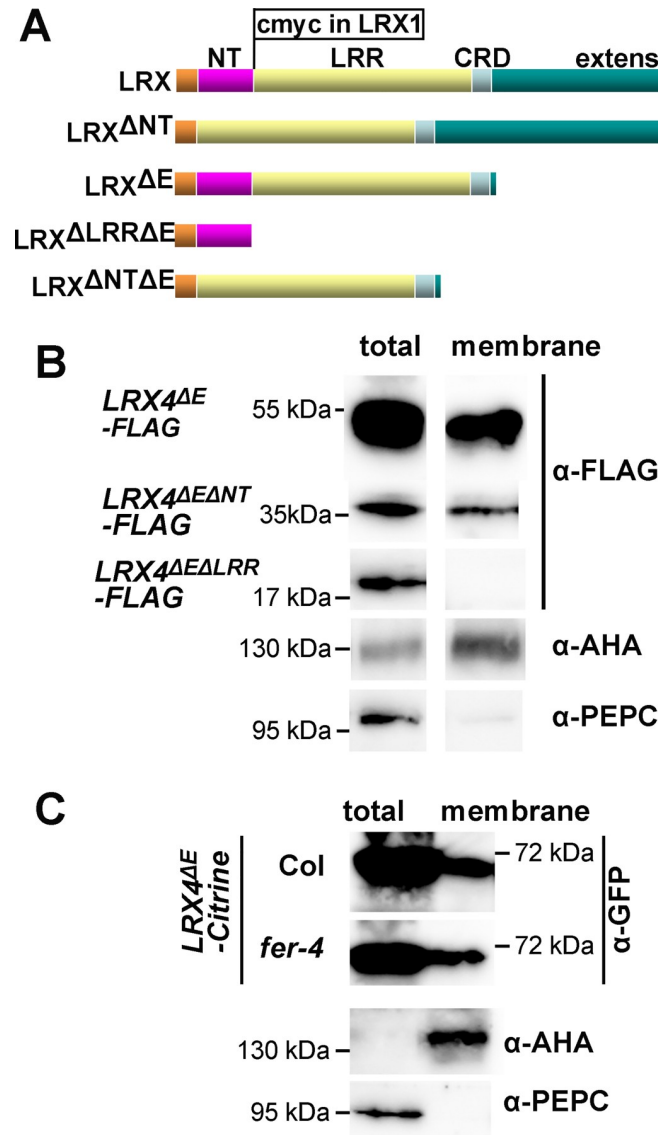 A
cmyc in LRX1
NT LRR CRD extens
LRX
LRXΔNT
LRXΔE
LRXΔLRRΔE
LRXΔNTΔE
B
total membrane
LRX4ΔE
-FLAG
55 kDa
α-FLAG
LRX4ΔEΔNT
-FLAG
35kDa
LRX4ΔEΔLRR
-FLAG
17 kDa
130 kDa α-AHA
95 kDa α-PEPC
C
total membrane
LRX4ΔE
-Citrine
Col 72 kDa
α-GFP
fer-4 72 kDa
130 kDa α-AHA
95 kDa α-PEPC